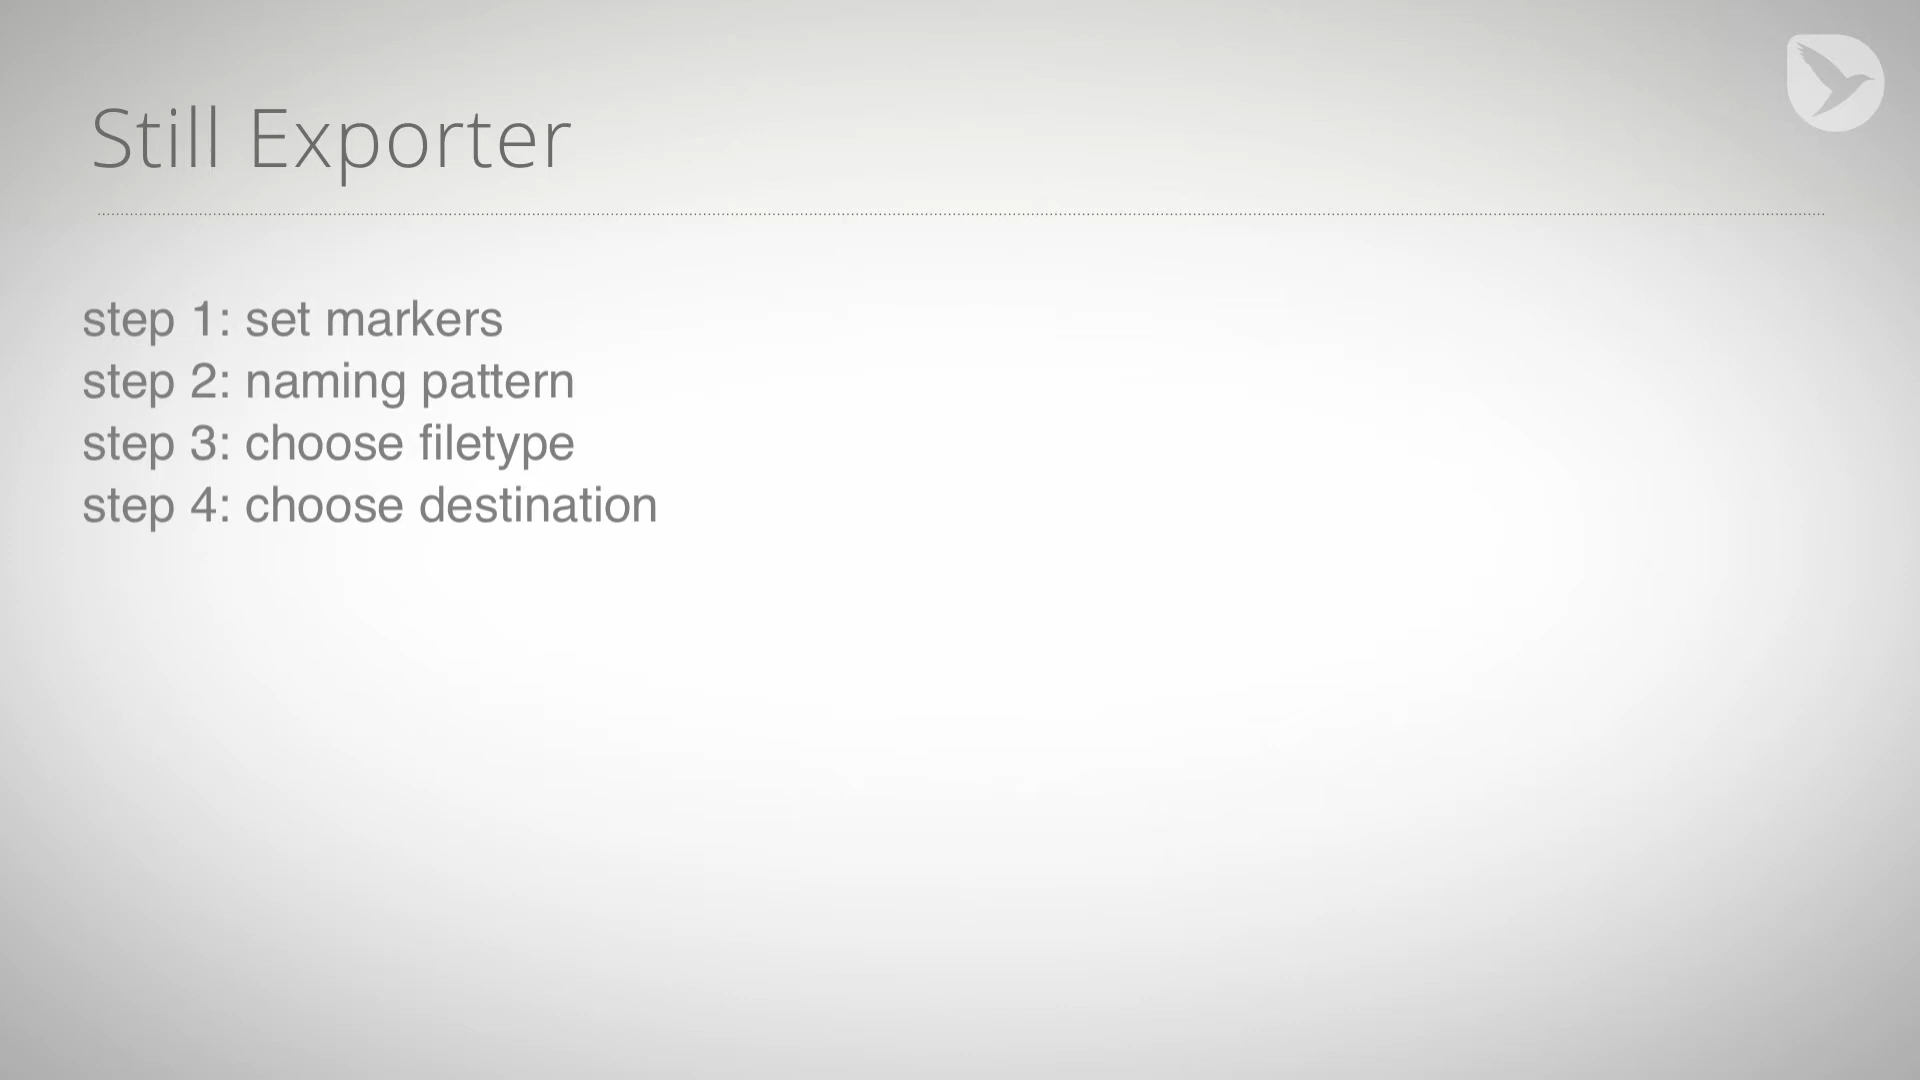 Still Exporter
step 1: set markers
step 2: naming pattern
step 3: choose filetype
step 4: choose destination